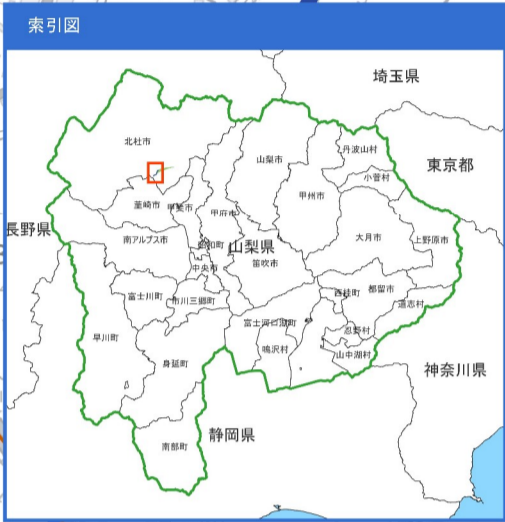 索引図
埼玉県
北杜市
丹波山村
山梨市
東京都
小菅村
甲州市
韮崎市
甲斐市
甲府市
長野県
南アルプス市
昭和町
山梨県
大月市
上野原市
中央市
笛吹市
富士川町
市川三郷町
西桂町
都留市
道志村
富士河口湖町
忍野村
早川町
鳴沢村
山中湖村
身延町
神奈川県
南部町
静岡県